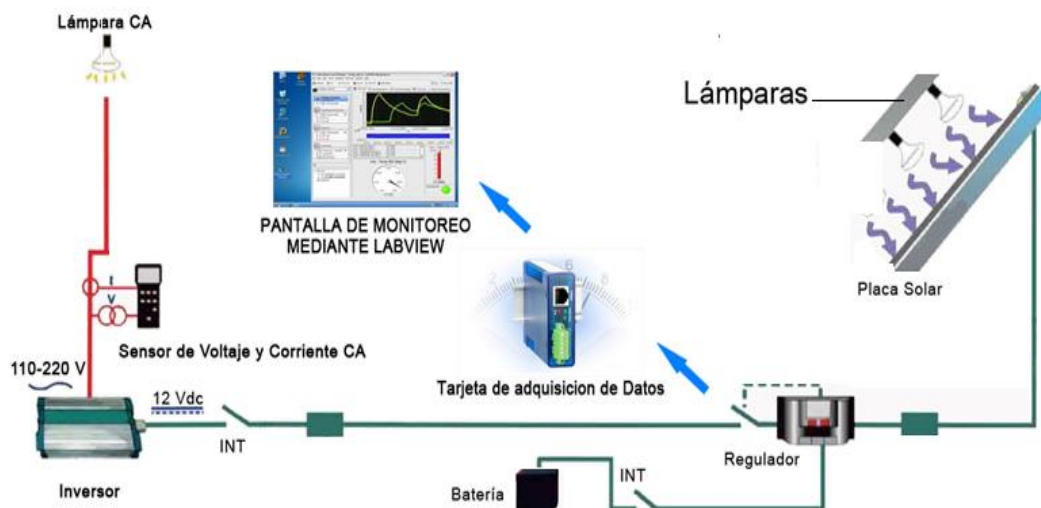 Lámpara CA
Lámparas
PANTALLA DE MONITOREO
MEDIANTE LABVIEW
Placa Solar
I
V
Sensor de Voltaje y Corriente CA
110-220 V
Tarjeta de adquisicion de Datos
12 Vdc
INT
Regulador
Inversor
Batería
INT